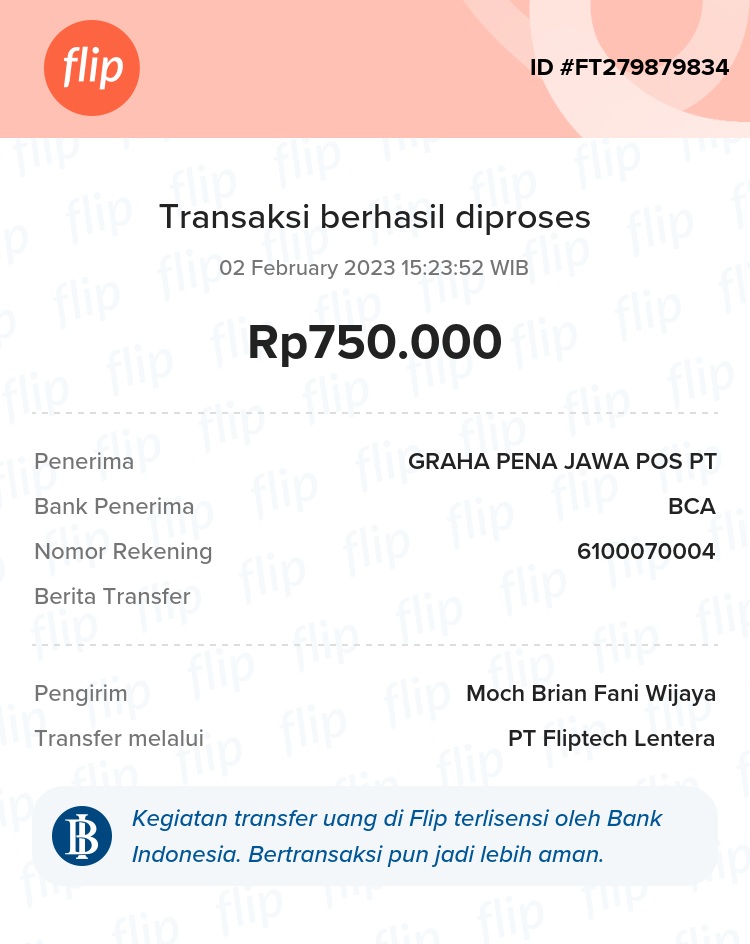 flip
ID #FT279879834
Transaksi berhasil diproses
02 February 2023 15:23:52 WIB
Rp750.000
Penerima GRAHA PENA JAWA POS PT
Bank Penerima BCA
Nomor Rekening 6100070004
Berita Transfer
Pengirim Moch Brian Fani Wijaya
Transfer melalui PT Fliptech Lentera
Kegiatan transfer uang di Flip terlisensi oleh Bank
Indonesia. Bertransaksi pun jadi lebih aman.